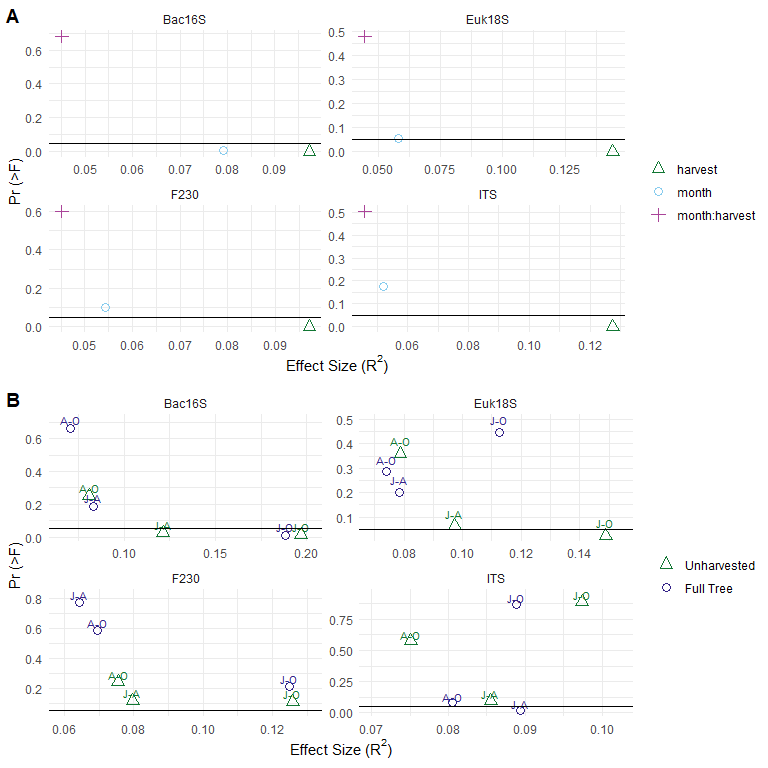 A
Bac16S
Euk18S
0.6
0.4
0.2
0.0
0.05
0.06
0.07
0.08
0.09
0.5
0.4
0.3
0.2
0.1
0.0
0.050
0.075
0.100
0.125
F230
ITS
0.6
0.4
0.2
0.0
0.05
0.06
0.07
0.08
0.09
0.5
0.4
0.3
0.2
0.1
0.0
0.06
0.08
0.10
0.12
Pr (>F)
Effect Size (R2)
harvest
month
month:harvest
B
Bac16S
Euk18S
0.6
0.4
0.2
0.0
A-O
A-O
J-A
J-A
J-O
J-O
0.10
0.15
0.20
0.5
0.4
0.3
0.2
0.1
J-O
A-O
A-O
J-A
J-A
J-O
0.08
0.10
0.12
0.14
F230
ITS
0.8
0.6
0.4
0.2
J-A
A-O
A-O
J-A
J-O
J-O
0.06
0.08
0.10
0.12
0.75
0.50
0.25
0.00
J-O
J-O
A-O
A-O
J-A
J-A
0.07
0.08
0.09
0.10
Pr (>F)
Effect Size (R2)
Unharvested
Full Tree